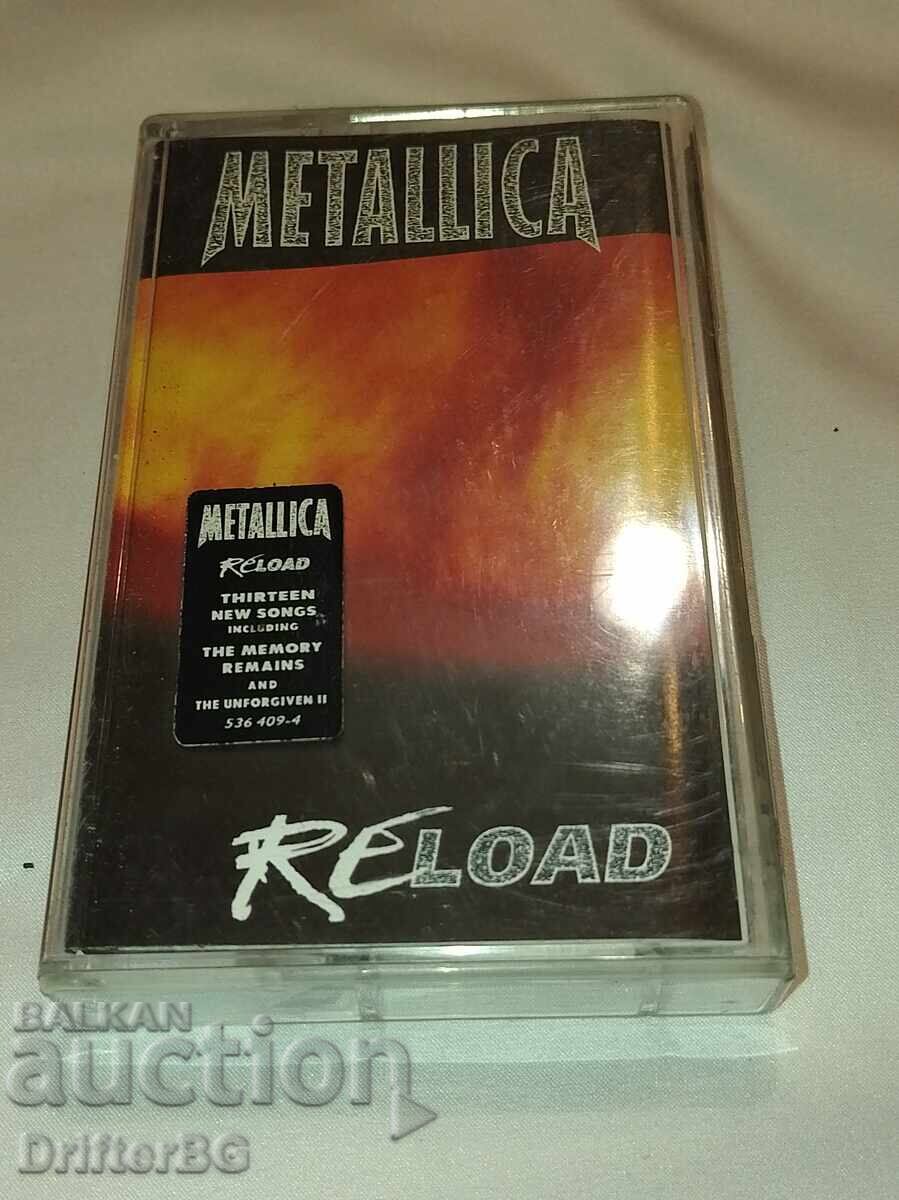 METALLICA
METALLICA
RELOAD
THIRTEEN
NEW SONGS
INCLUDING
THE MEMORY
REMAINS
AND
THE UNFORGIVEN II
536 409-4
RELOAD
BALKAN
auction
DrifterBG